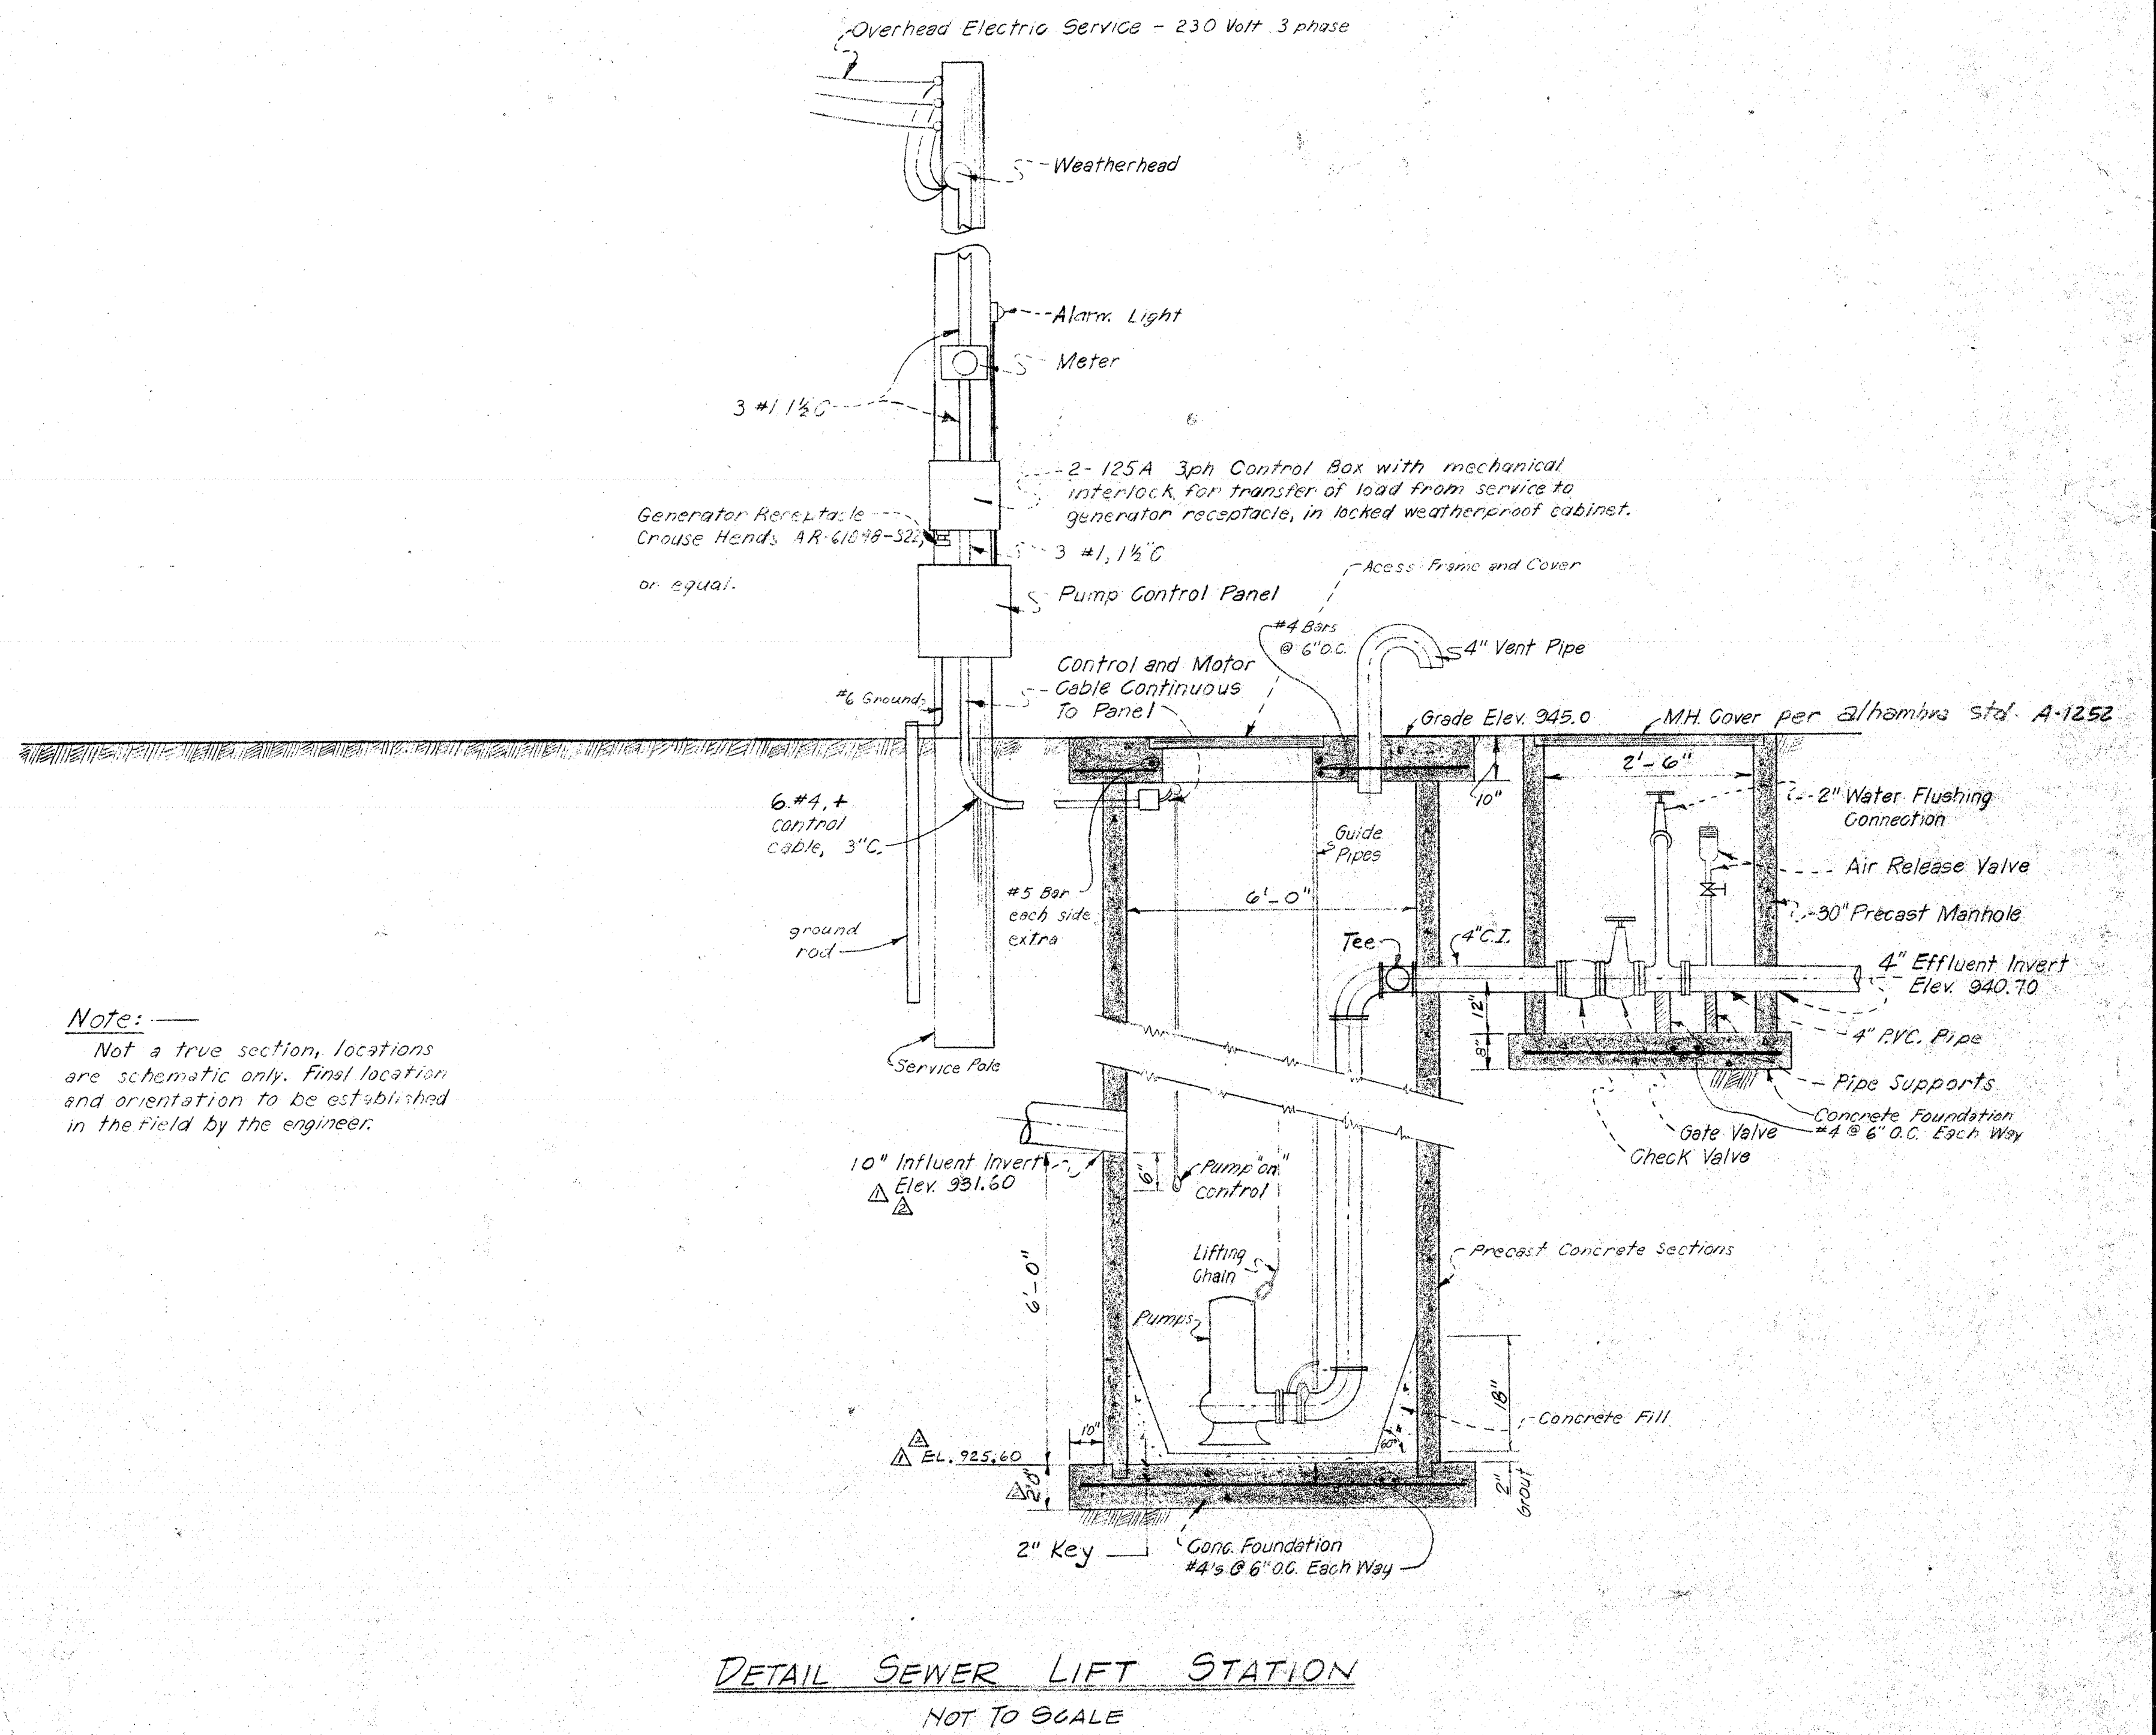 Overhead Electric Service - 230 Volt 3 phase
Weatherhead
Alarm Light
Meter
3 #1 1½ C
2- 125A 3ph Control Box with mechanical
interlock, for transfer of load from service to
generator receptacle, in locked weatherproof cabinet.
Generator Receptacle
Crouse Hends AR-61048-S22,
or equal.
3 #1, 1½"C
Acess Frame and Cover
Pump Control Panel
#4 Bars
@ 6"O.C.
4" Vent Pipe
Control and Motor
Cable Continuous
To Panel
#6 Ground
Grade Elev. 945.0
M.H. Cover per alhambra std. A-1252
2'-6"
10"
6 #4, +
control
cable, 3"C.
2" Water Flushing
Connection
Guide
Pipes
Air Release Valve
#5 Bar
each side
extra
6'-0"
30" Precast Manhole
ground
rod
Tee
4"C.I.
4" Effluent Invert
Elev. 940.70
12"
8"
4" P.V.C. Pipe
Note:
Not a true section, locations
are schematic only. Final location
and orientation to be established
in the field by the engineer.
Service Pole
Pipe Supports
Concrete Foundation
#4 @ 6" O.C. Each Way
Gate Valve
Check Valve
10" Influent Invert
Elev. 931.60
1
2
6"
Pump "on"
control
6'-0"
Lifting
Chain
Precast Concrete Sections
Pumps
18"
Concrete Fill
60°
10"
2
1 EL. 925.60
2'0"
2"
Grout
2" Key
Conc. Foundation
#4's @ 6" O.C. Each Way
DETAIL SEWER LIFT STATION
NOT TO SCALE